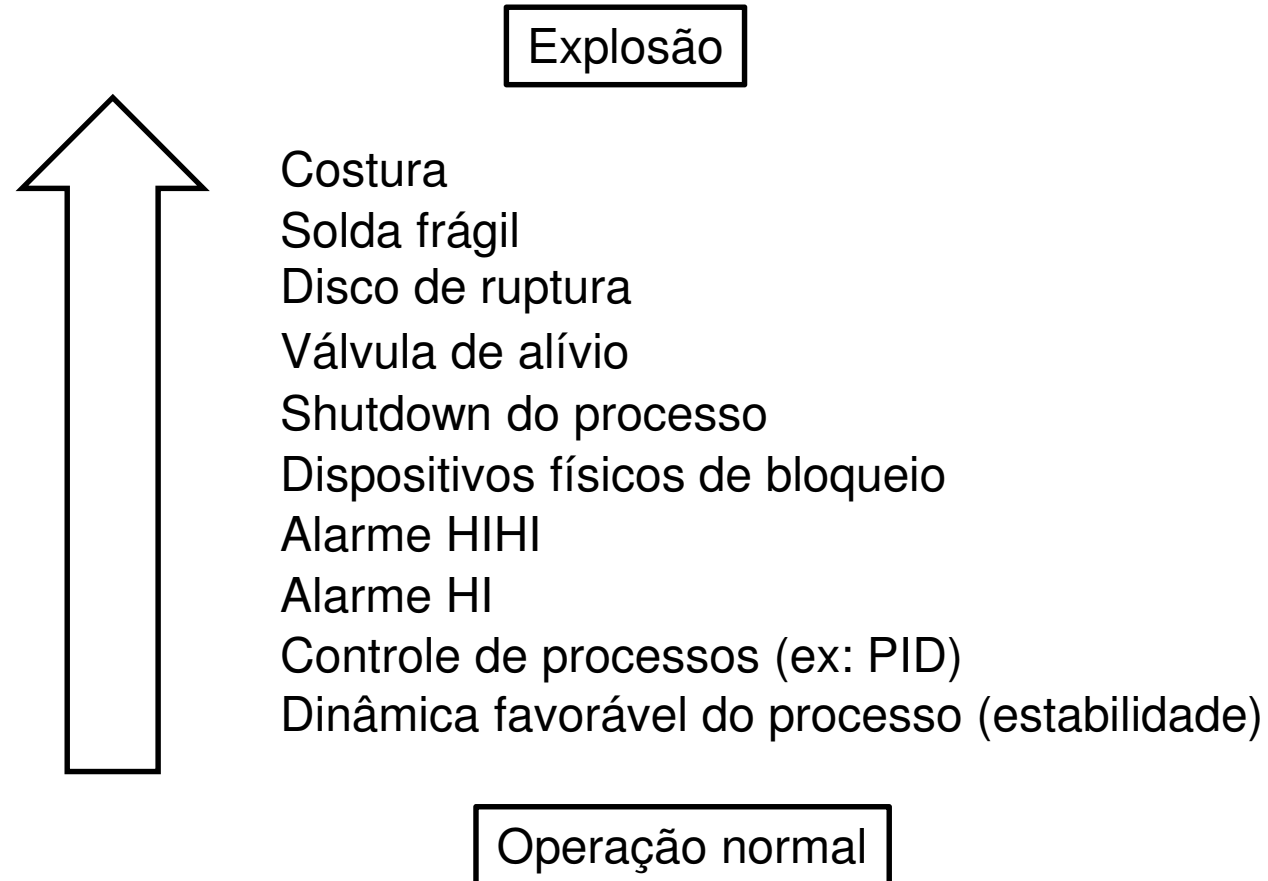 Explosão
Costura
Solda frágil
Disco de ruptura
Válvula de alívio
Shutdown do processo
Dispositivos físicos de bloqueio
Alarme HIHI
Alarme HI
Controle de processos (ex: PID)
Dinâmica favorável do processo (estabilidade)
Operação normal